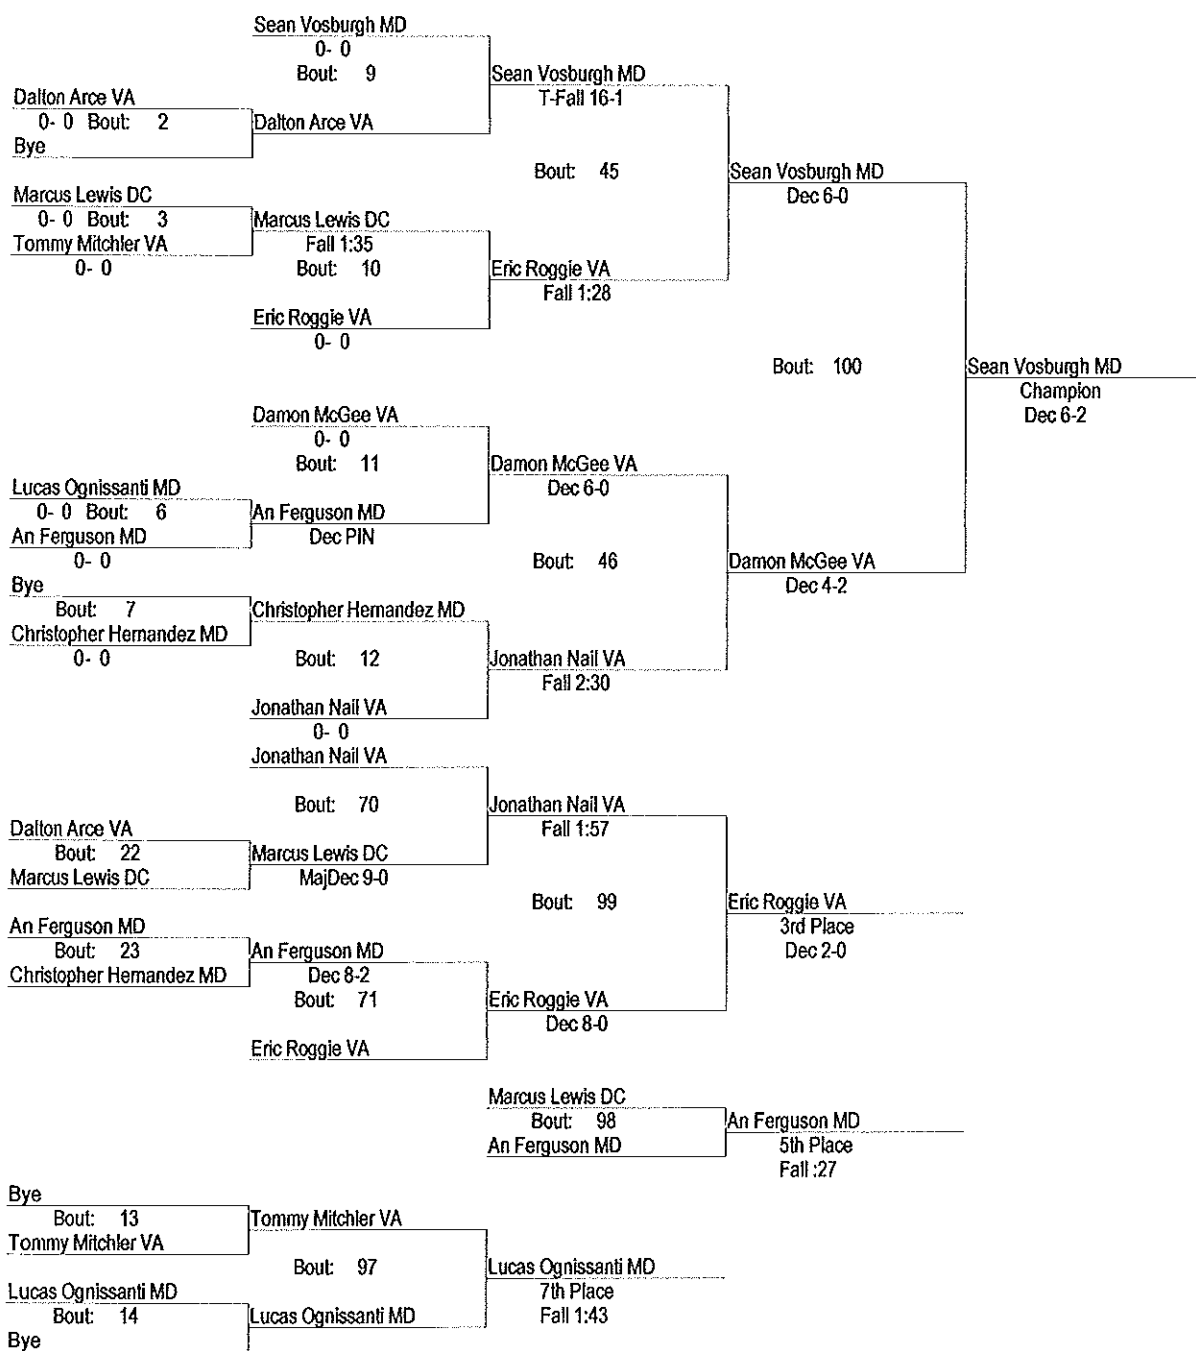 Sean Vosburgh MD
0- 0
Bout: 9
Sean Vosburgh MD
T-Fall 16-1
Dalton Arce VA
0- 0 Bout: 2
Dalton Arce VA
Bye
Bout: 45
Sean Vosburgh MD
Dec 6-0
Marcus Lewis DC
0- 0 Bout: 3
Marcus Lewis DC
Tommy Mitchler VA
Fall 1:35
0- 0
Bout: 10
Eric Roggie VA
Fall 1:28
Eric Roggie VA
0- 0
Bout: 100
Sean Vosburgh MD
Champion
Dec 6-2
Damon McGee VA
0- 0
Bout: 11
Damon McGee VA
Dec 6-0
Lucas Ognissanti MD
0- 0 Bout: 6
An Ferguson MD
An Ferguson MD
Dec PIN
0- 0
Bout: 46
Damon McGee VA
Dec 4-2
Bye
Bout: 7
Christopher Hernandez MD
Christopher Hernandez MD
0- 0
Bout: 12
Jonathan Nail VA
Fall 2:30
Jonathan Nail VA
0- 0
Jonathan Nail VA
Bout: 70
Jonathan Nail VA
Fall 1:57
Dalton Arce VA
Bout: 22
Marcus Lewis DC
Marcus Lewis DC
MajDec 9-0
Bout: 99
Eric Roggie VA
3rd Place
Dec 2-0
An Ferguson MD
Bout: 23
An Ferguson MD
Christopher Hernandez MD
Dec 8-2
Bout: 71
Eric Roggie VA
Dec 8-0
Eric Roggie VA
Marcus Lewis DC
Bout: 98
An Ferguson MD
An Ferguson MD
5th Place
Fall :27
Bye
Bout: 13
Tommy Mitchler VA
Tommy Mitchler VA
Bout: 97
Lucas Ognissanti MD
7th Place
Fall 1:43
Lucas Ognissanti MD
Bout: 14
Lucas Ognissanti MD
Bye